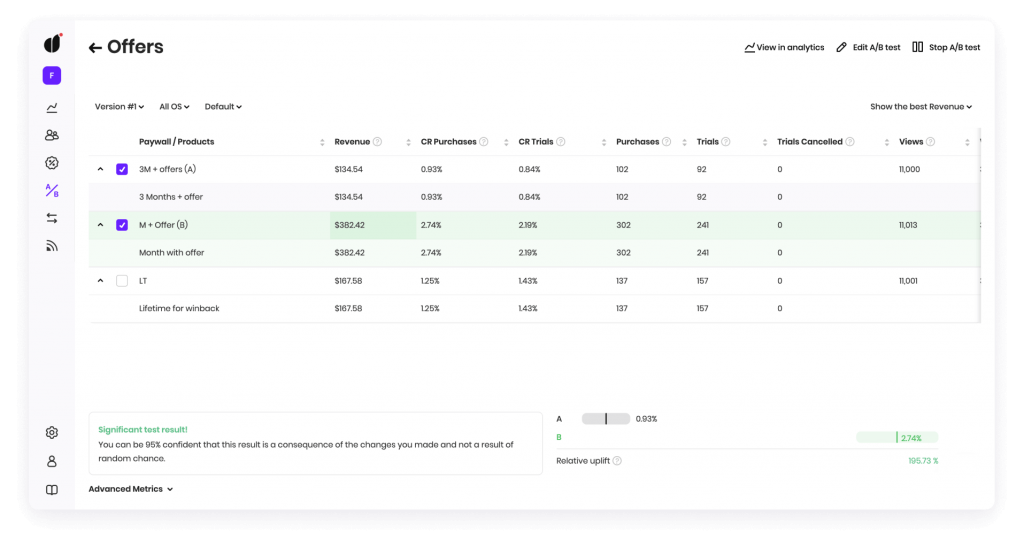 ← Offers
View in analytics Edit A/B test Stop A/B test
F
Version #1 All OS Default Show the best Revenue
Paywall / Products Revenue ? CR Purchases ? CR Trials ? Purchases ? Trials ? Trials Cancelled ? Views ?
3M + offers (A) $134.54 0.93% 0.84% 102 92 0 11,000
3 Months + offer $134.54 0.93% 0.84% 102 92 0
A/B
M + Offer (B) $382.42 2.74% 2.19% 302 241 0 11,013
Month with offer $382.42 2.74% 2.19% 302 241 0
LT $167.58 1.25% 1.43% 137 157 0 11,001
Lifetime for winback $167.58 1.25% 1.43% 137 157 0
Significant test result!
You can be 95% confident that this result is a consequence of the changes you made and not a result of
random chance.
A 0.93%
B 2.74%
Relative uplift ? 195.73 %
Advanced Metrics